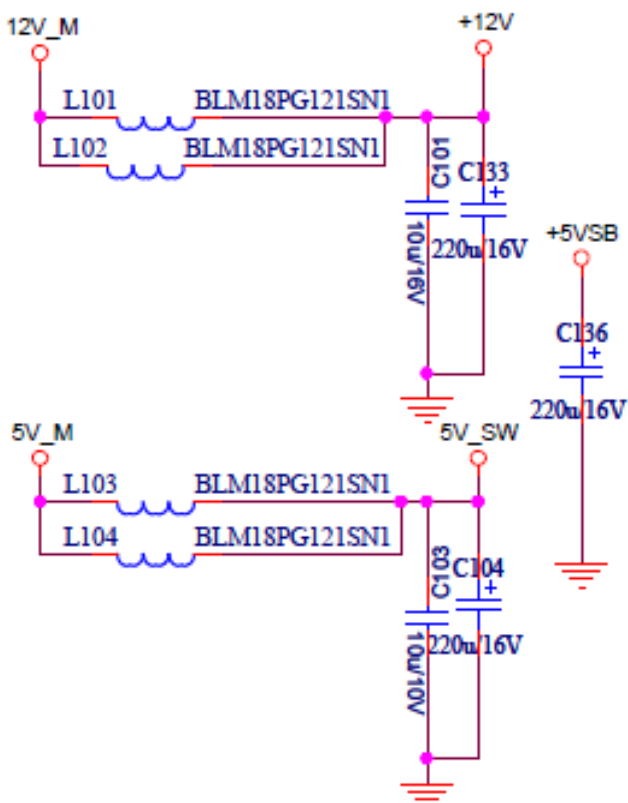 12V_M
+12V
L101
BLM18PG121SN1
L102
BLM18PG121SN1
C101
10u/16V
C133
+
220u/16V
+5VSB
C136
+
220u/16V
5V_M
5V_SW
L103
BLM18PG121SN1
L104
BLM18PG121SN1
C103
10u/10V
C104
+
220u/16V